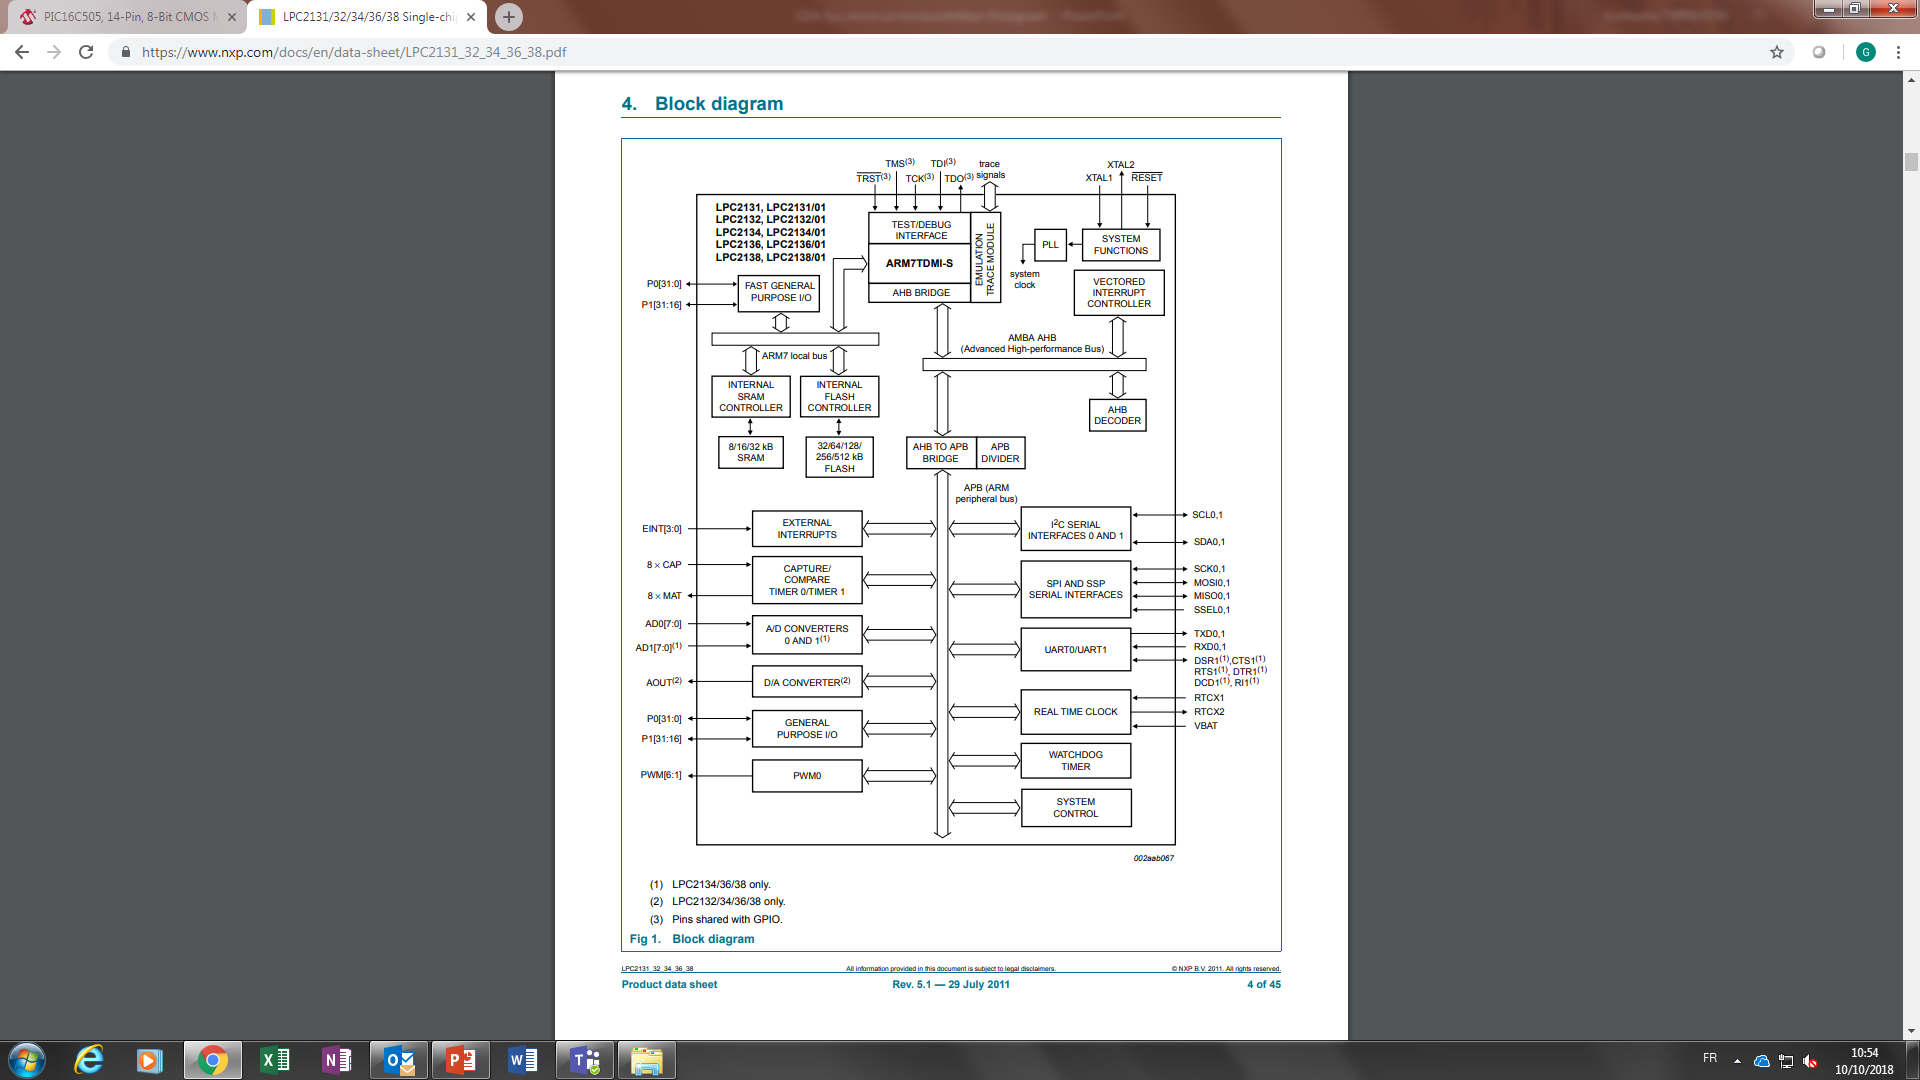 PIC16C505, 14-Pin, 8-Bit CMOS
LPC2131/32/34/36/38 Single-chi
https://www.nxp.com/docs/en/data-sheet/LPC2131_32_34_36_38.pdf
G
4. Block diagram
TMS(3) TDI(3) trace
TRST(3) TCK(3) TDO(3) signals
XTAL2
XTAL1 RESET
LPC2131, LPC2131/01
LPC2132, LPC2132/01
LPC2134, LPC2134/01
LPC2136, LPC2136/01
LPC2138, LPC2138/01
TEST/DEBUG
INTERFACE
ARM7TDMI-S
AHB BRIDGE
EMULATION
TRACE MODULE
PLL
system
clock
SYSTEM
FUNCTIONS
VECTORED
INTERRUPT
CONTROLLER
P0[31:0]
P1[31:16]
FAST GENERAL
PURPOSE I/O
ARM7 local bus
AMBA AHB
(Advanced High-performance Bus)
INTERNAL
SRAM
CONTROLLER
INTERNAL
FLASH
CONTROLLER
AHB
DECODER
8/16/32 kB
SRAM
32/64/128/
256/512 kB
FLASH
AHB TO APB
BRIDGE
APB
DIVIDER
APB (ARM
peripheral bus)
EINT[3:0]
EXTERNAL
INTERRUPTS
8 × CAP
8 × MAT
CAPTURE/
COMPARE
TIMER 0/TIMER 1
AD0[7:0]
AD1[7:0](1)
A/D CONVERTERS
0 AND 1(1)
AOUT(2)
D/A CONVERTER(2)
P0[31:0]
P1[31:16]
GENERAL
PURPOSE I/O
PWM[6:1]
PWM0
I2C SERIAL
INTERFACES 0 AND 1
SCL0,1
SDA0,1
SPI AND SSP
SERIAL INTERFACES
SCK0,1
MOSI0,1
MISO0,1
SSEL0,1
UART0/UART1
TXD0,1
RXD0,1
DSR1(1),CTS1(1)
RTS1(1), DTR1(1)
DCD1(1), RI1(1)
REAL TIME CLOCK
RTCX1
RTCX2
VBAT
WATCHDOG
TIMER
SYSTEM
CONTROL
002aab067
(1) LPC2134/36/38 only.
(2) LPC2132/34/36/38 only.
(3) Pins shared with GPIO.
Fig 1. Block diagram
LPC2131_32_34_36_38 All information provided in this document is subject to legal disclaimers. © NXP B.V. 2011. All rights reserved.
Product data sheet Rev. 5.1 — 29 July 2011 4 of 45
FR
10:54
10/10/2018